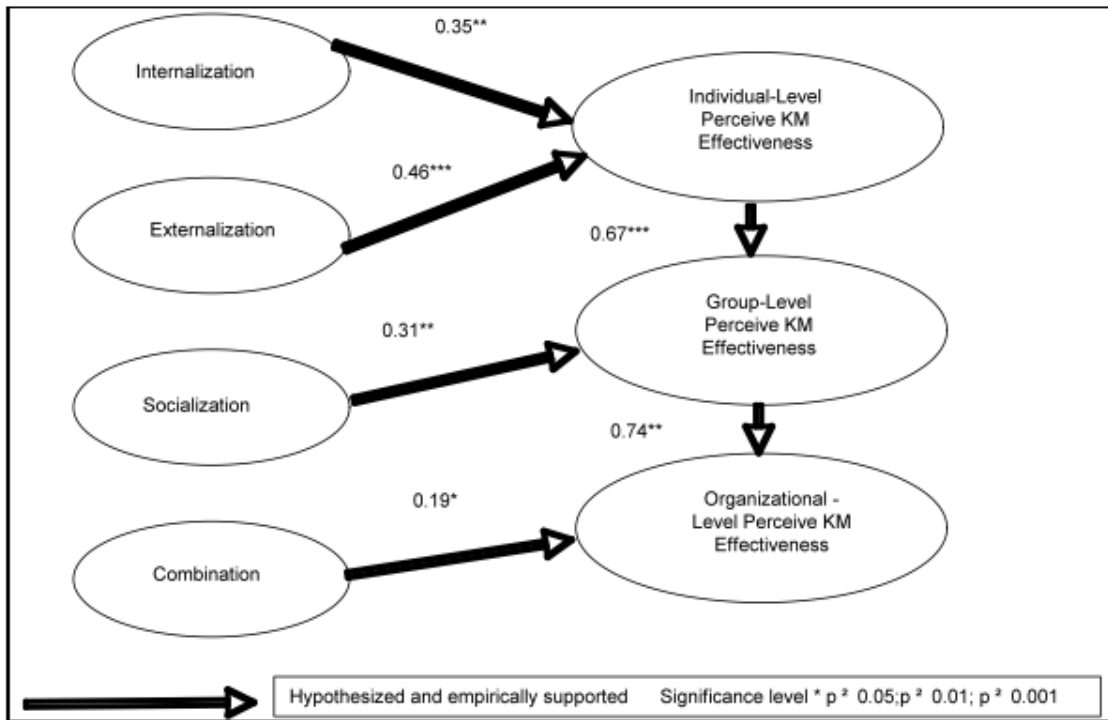 0.35**
Internalization
Individual-Level
Perceive KM
Effectiveness
0.46***
Externalization
0.67***
Group-Level
Perceive KM
Effectiveness
0.31**
Socialization
0.74**
Organizational -
Level Perceive KM
Effectiveness
0.19*
Combination
Hypothesized and empirically supported Significance level * p ² 0.05;p ² 0.01; p ² 0.001